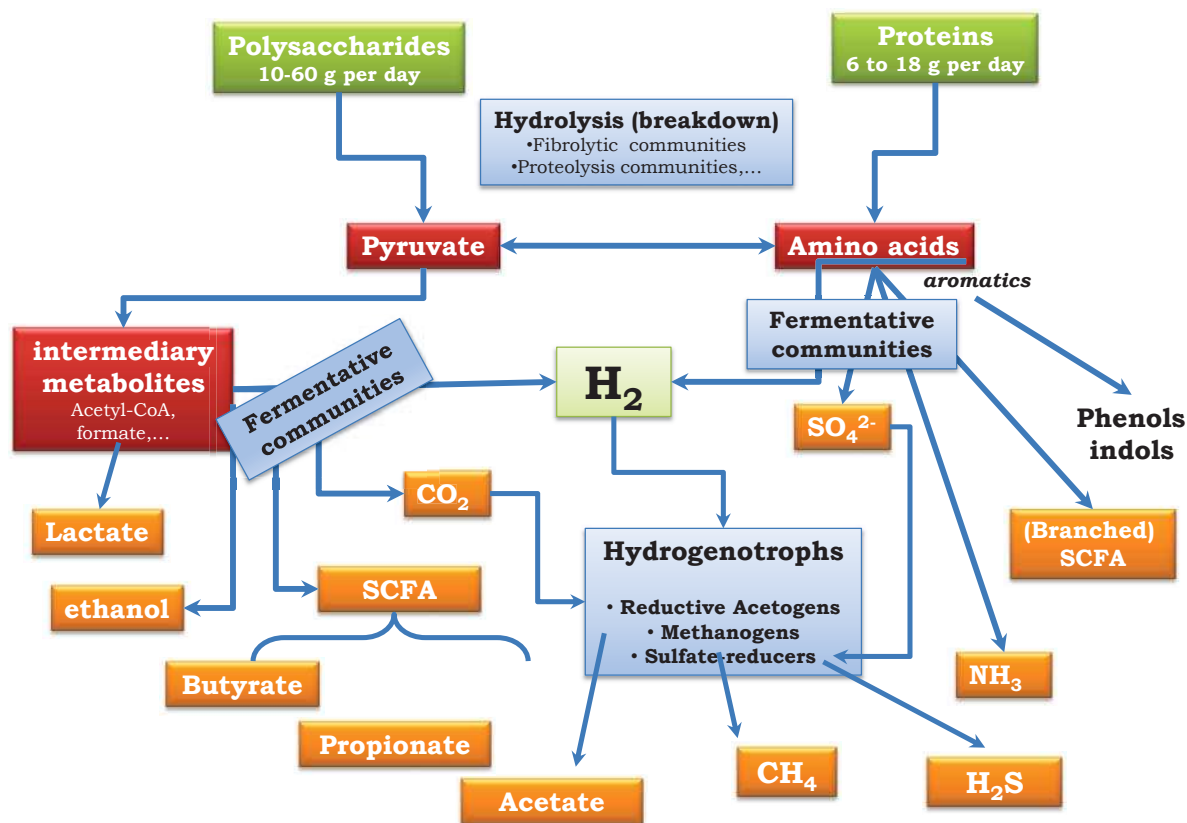 Polysaccharides
10-60 g per day
Proteins
6 to 18 g per day
Hydrolysis (breakdown)
•Fibrolytic communities
•Proteolysis communities,...
Pyruvate
Amino acids
aromatics
intermediary
metabolites
Acetyl-CoA,
formate,...
Fermentative
communities
H₂
Fermentative
communities
SO₄²⁻
Phenols
indols
Lactate
CO₂
(Branched)
SCFA
ethanol
SCFA
Hydrogenotrophs
• Reductive Acetogens
• Methanogens
• Sulfate-reducers
Butyrate
NH₃
Propionate
Acetate
CH₄
H₂S